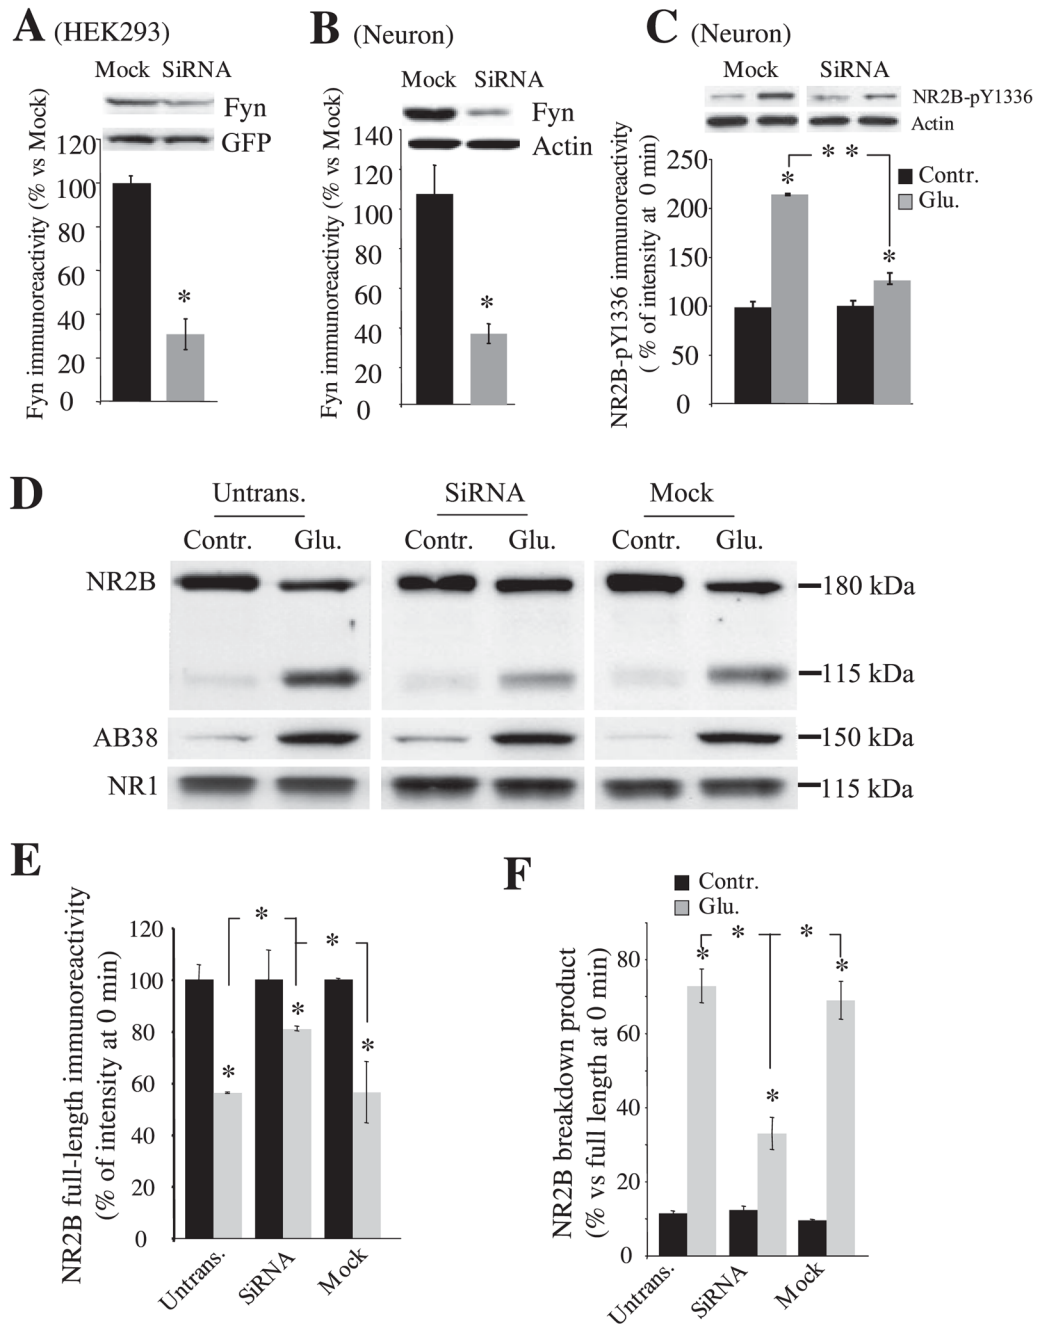 A (HEK293)
Mock SiRNA
Fyn
GFP
Fyn immunoreactivity (% vs Mock)
120
100
80
60
40
20
0
*
B (Neuron)
Mock SiRNA
Fyn
Actin
Fyn immunoreactivity (% vs Mock)
140
120
100
80
60
40
20
0
*
C (Neuron)
Mock SiRNA
NR2B-pY1336
Actin
NR2B-pY1336 immunoreactivity
( % of intensity at 0 min)
250
200
150
100
50
0
* *
*
*
Contr.
Glu.
D
Untrans. SiRNA Mock
Contr. Glu. Contr. Glu. Contr. Glu.
NR2B 180 kDa
115 kDa
AB38 150 kDa
NR1 115 kDa
E
NR2B full-length immunoreactivity
(% of intensity at 0 min)
120
100
80
60
40
20
0
* *
*
*
*
Untrans. SiRNA Mock
F
Contr.
Glu.
NR2B breakdown product
(% vs full length at 0 min)
80
60
40
20
0
* *
* *
*
Untrans. SiRNA Mock